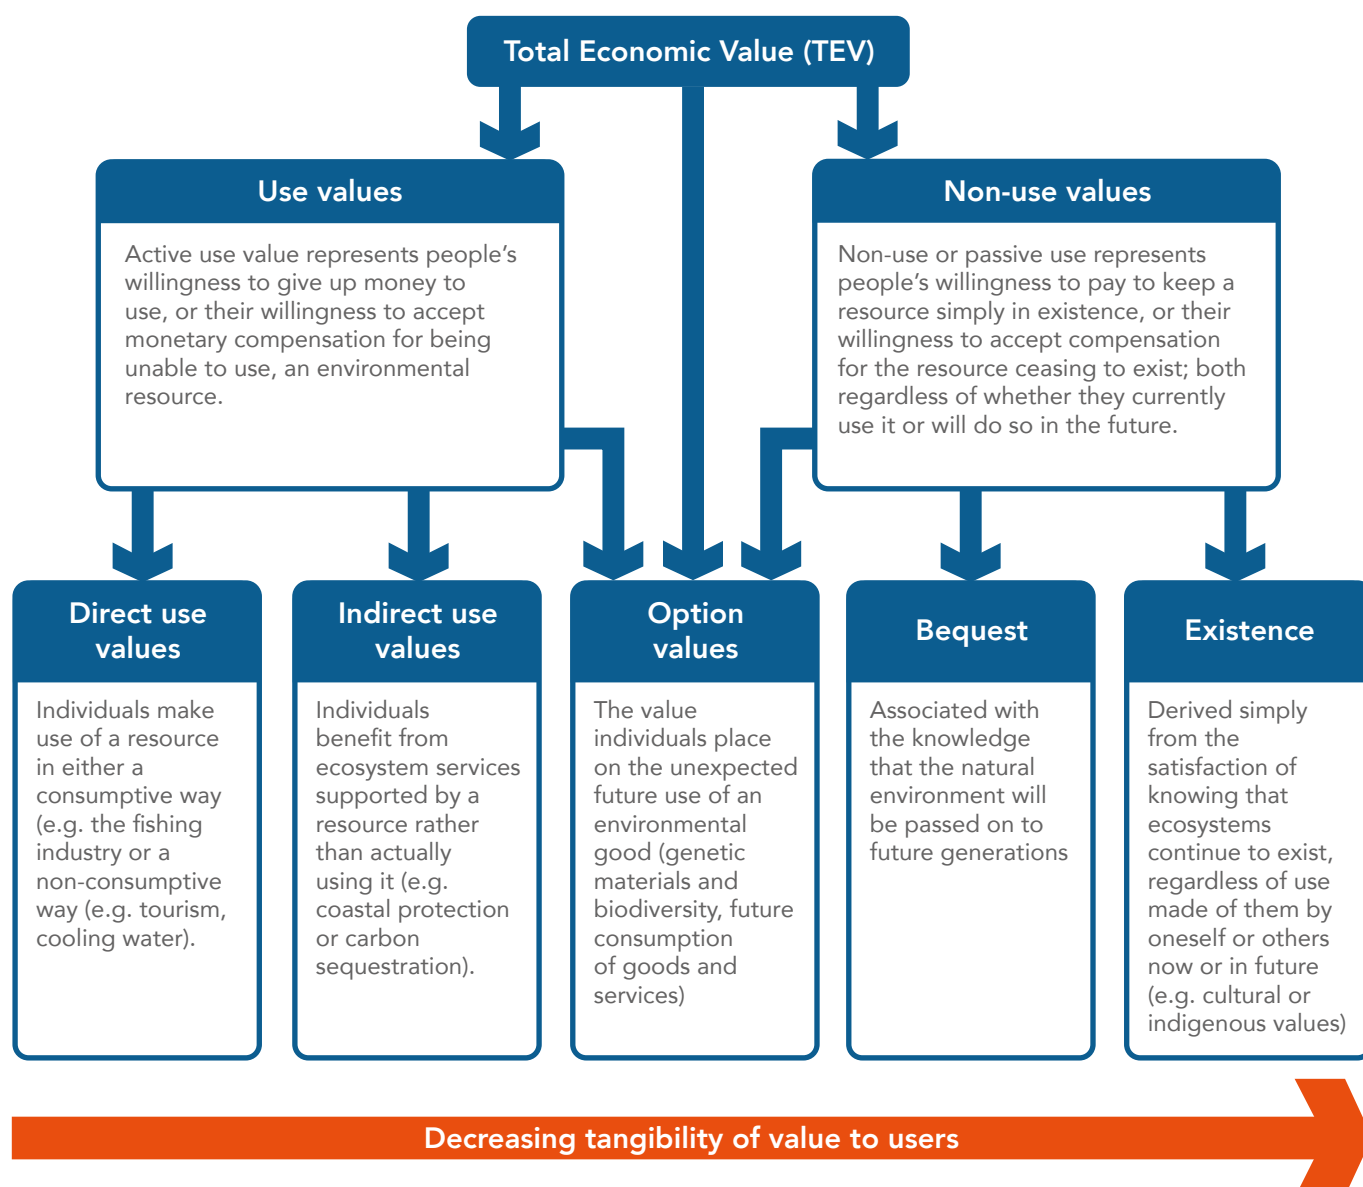 Total Economic Value (TEV)
Use values
Active use value represents people’s
willingness to give up money to
use, or their willingness to accept
monetary compensation for being
unable to use, an environmental
resource.
Non-use values
Non-use or passive use represents
people’s willingness to pay to keep a
resource simply in existence, or their
willingness to accept compensation
for the resource ceasing to exist; both
regardless of whether they currently
use it or will do so in the future.
Direct use
values
Individuals make
use of a resource
in either a
consumptive way
(e.g. the fishing
industry or a
non-consumptive
way (e.g. tourism,
cooling water).
Indirect use
values
Individuals
benefit from
ecosystem services
supported by a
resource rather
than actually
using it (e.g.
coastal protection
or carbon
sequestration).
Option
values
The value
individuals place
on the unexpected
future use of an
environmental
good (genetic
materials and
biodiversity, future
consumption
of goods and
services)
Bequest
Associated with
the knowledge
that the natural
environment will
be passed on to
future generations
Existence
Derived simply
from the
satisfaction of
knowing that
ecosystems
continue to exist,
regardless of use
made of them by
oneself or others
now or in future
(e.g. cultural or
indigenous values)
Decreasing tangibility of value to users